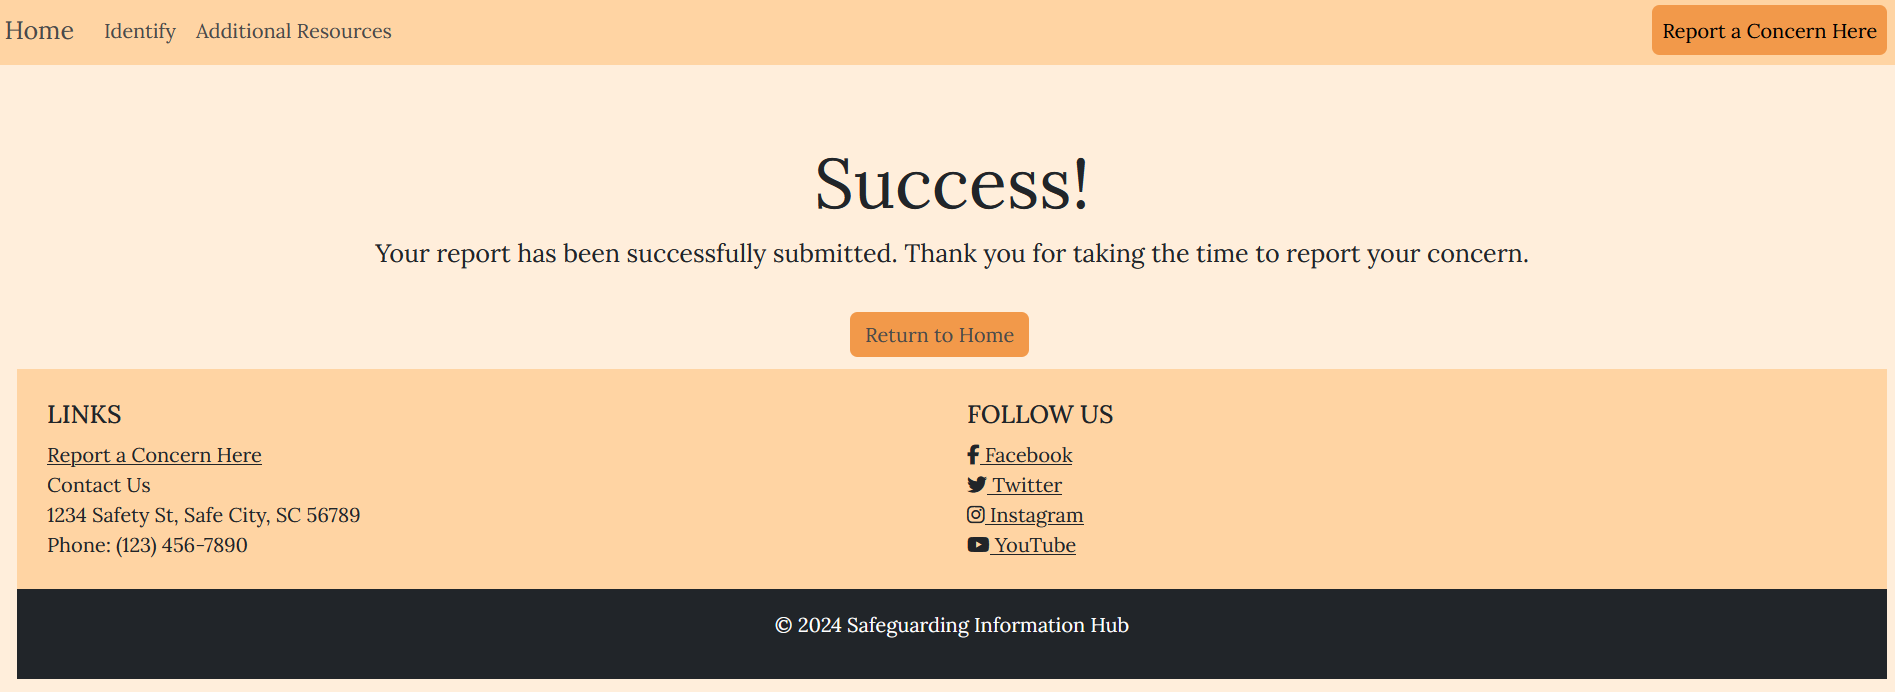 Home Identify Additional Resources Report a Concern Here
Success!
Your report has been successfully submitted. Thank you for taking the time to report your concern.
Return to Home
LINKS
Report a Concern Here
Contact Us
1234 Safety St, Safe City, SC 56789
Phone: (123) 456-7890
FOLLOW US
Facebook
Twitter
Instagram
YouTube
© 2024 Safeguarding Information Hub